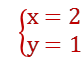 x = 2
y = 1